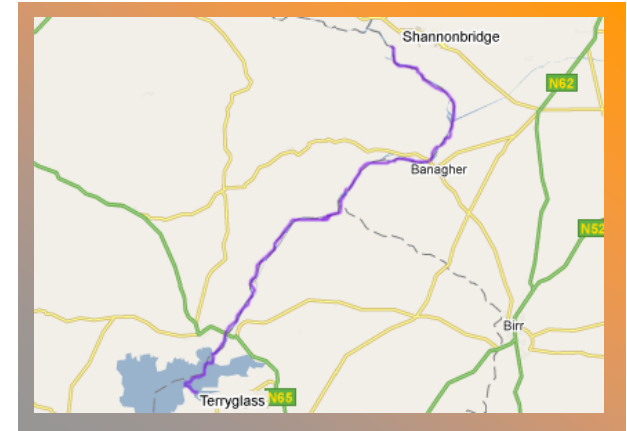 Shannonbridge
N62
Banagher
N52
Birr
Terryglass
N65